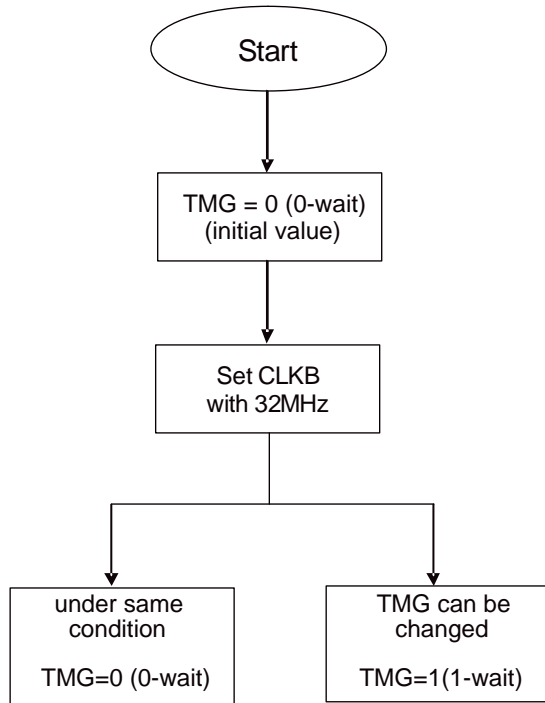 Start
TMG = 0 (0-wait)
(initial value)
Set CLKB
with 32MHz
under same
condition
TMG=0 (0-wait)
TMG can be
changed
TMG=1(1-wait)